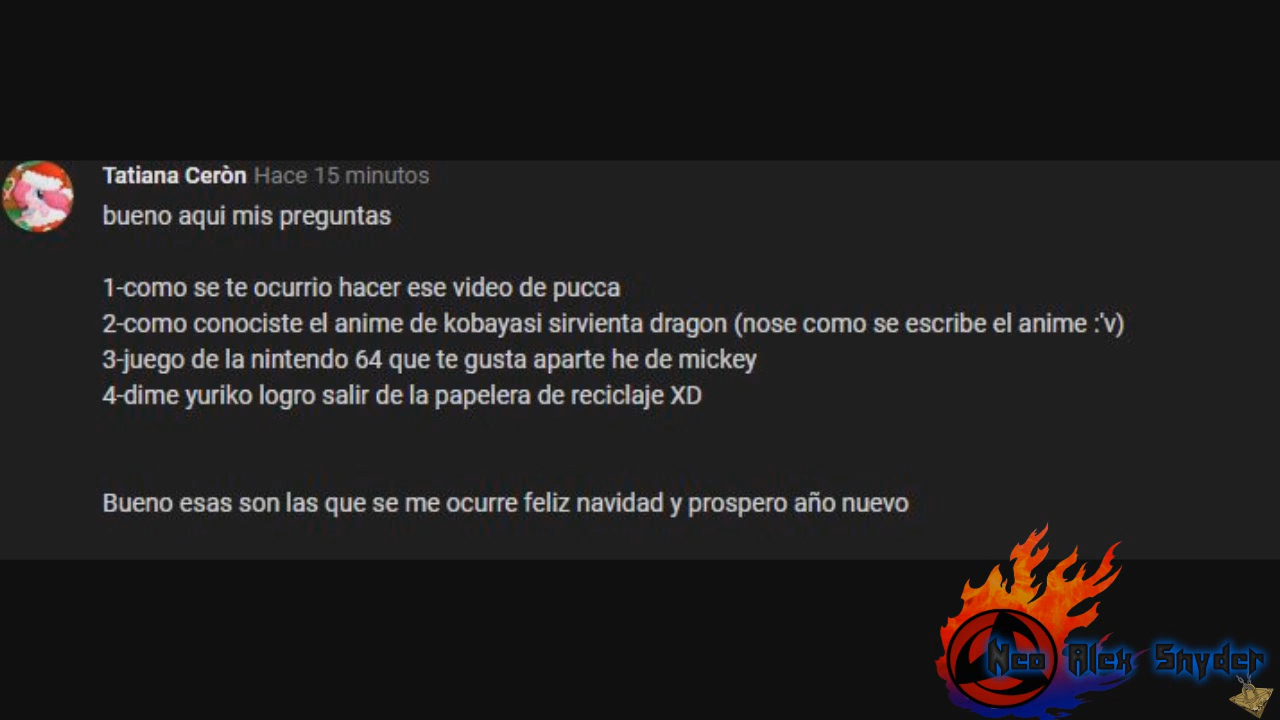 Tatiana Ceròn Hace 15 minutos
bueno aqui mis preguntas
1-como se te ocurrio hacer ese video de pucca
2-como conociste el anime de kobayasi sirvienta dragon (nose como se escribe el anime :'v)
3-juego de la nintendo 64 que te gusta aparte he de mickey
4-dime yuriko logro salir de la papelera de reciclaje XD
Bueno esas son las que se me ocurre feliz navidad y prospero año nuevo
Neo Alex Snyder